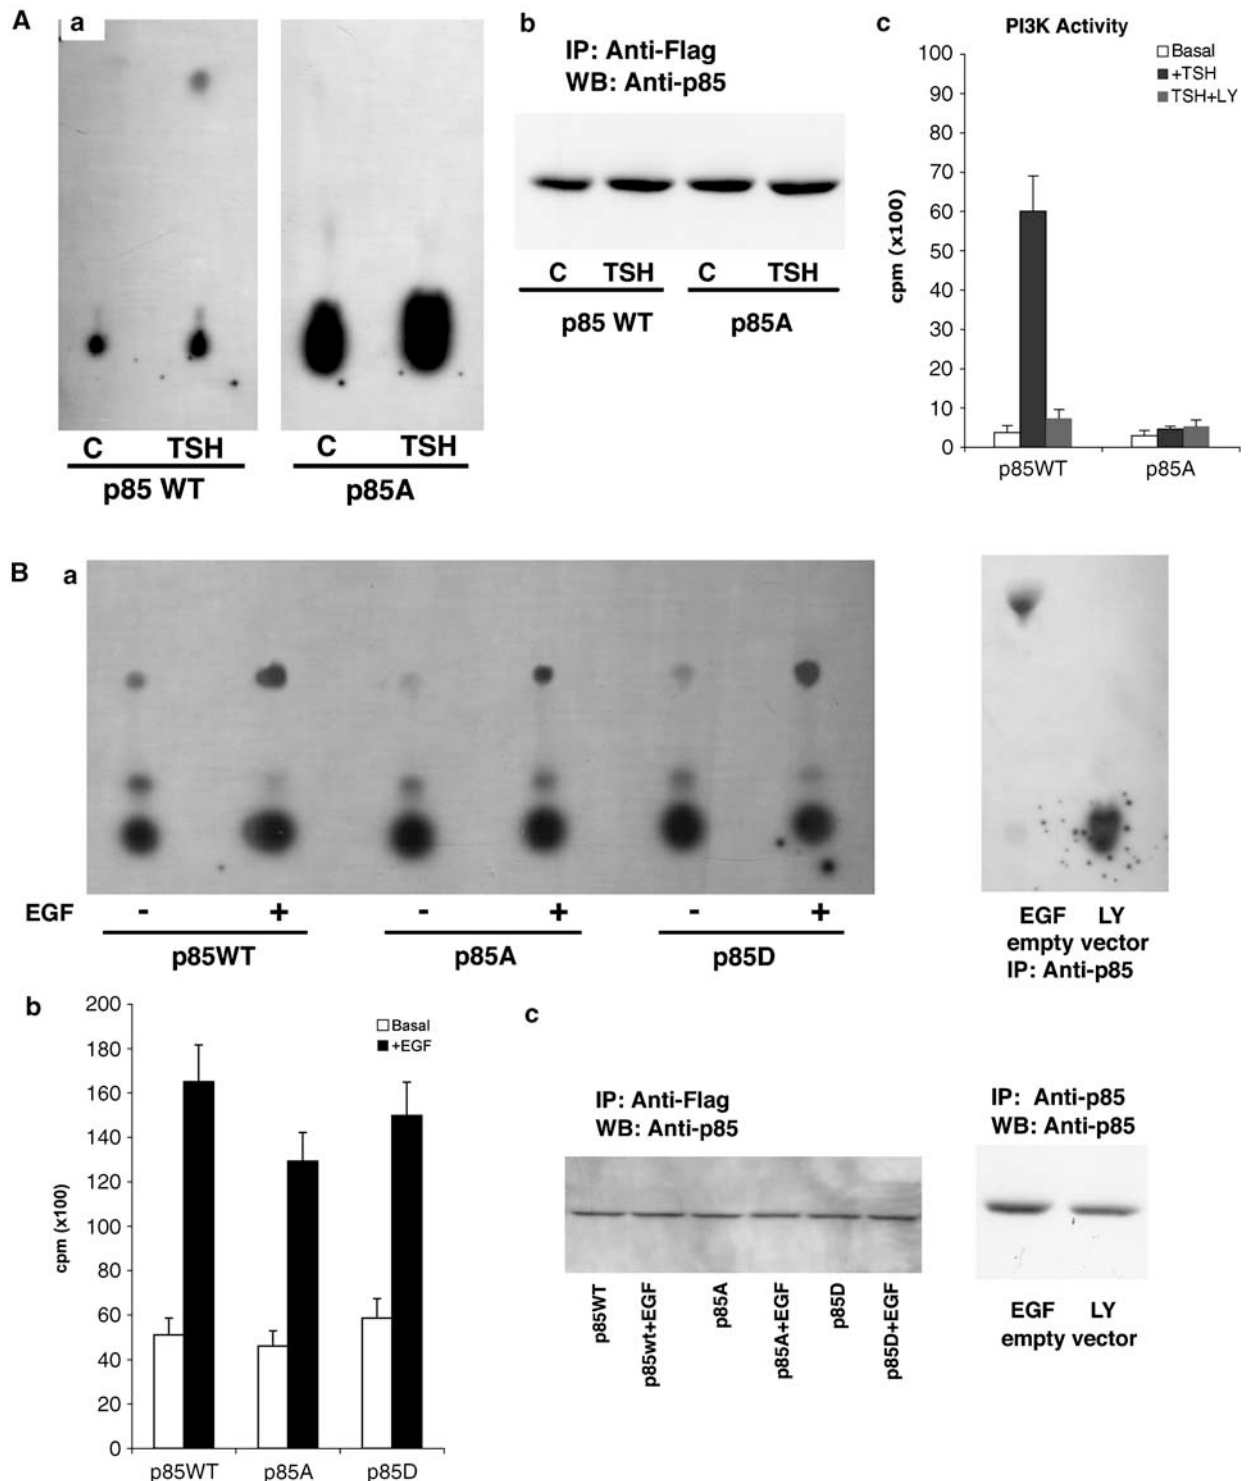 A
a
C TSH
p85 WT
C TSH
p85A
b
IP: Anti-Flag
WB: Anti-p85
C TSH C TSH
p85 WT p85A
c
PI3K Activity
Basal
+TSH
TSH+LY
cpm (x100)
100
90
80
70
60
50
40
30
20
10
0
p85WT p85A
B
a
EGF - + - + - +
p85WT p85A p85D
EGF LY
empty vector
IP: Anti-p85
b
Basal
+EGF
cpm (x100)
200
180
160
140
120
100
80
60
40
20
0
p85WT p85A p85D
c
IP: Anti-Flag
WB: Anti-p85
p85WT
p85wt+EGF
p85A
p85A+EGF
p85D
p85D+EGF
IP: Anti-p85
WB: Anti-p85
EGF LY
empty vector